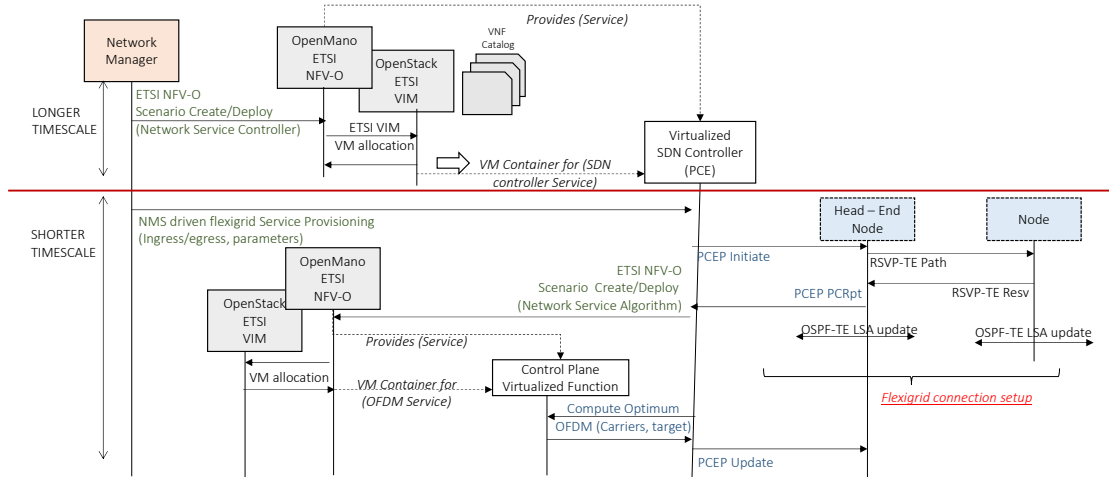 Provides (Service)
Network
Manager
OpenMano
ETSI
NFV-O
OpenStack
ETSI
VIM
VNF
Catalog
LONGER
TIMESCALE
ETSI NFV-O
Scenario Create/Deploy
(Network Service Controller)
ETSI VIM
VM allocation
VM Container for (SDN
controller Service)
Virtualized
SDN Controller
(PCE)
SHORTER
TIMESCALE
NMS driven flexigrid Service Provisioning
(Ingress/egress, parameters)
Head – End
Node
Node
PCEP Initiate
RSVP-TE Path
OpenMano
ETSI
NFV-O
ETSI NFV-O
Scenario Create/Deploy
(Network Service Algorithm)
PCEP PCRpt
RSVP-TE Resv
OpenStack
ETSI
VIM
OSPF-TE LSA update
OSPF-TE LSA update
Provides (Service)
VM allocation
VM Container for
(OFDM Service)
Control Plane
Virtualized Function
Flexigrid connection setup
Compute Optimum
OFDM (Carriers, target)
PCEP Update